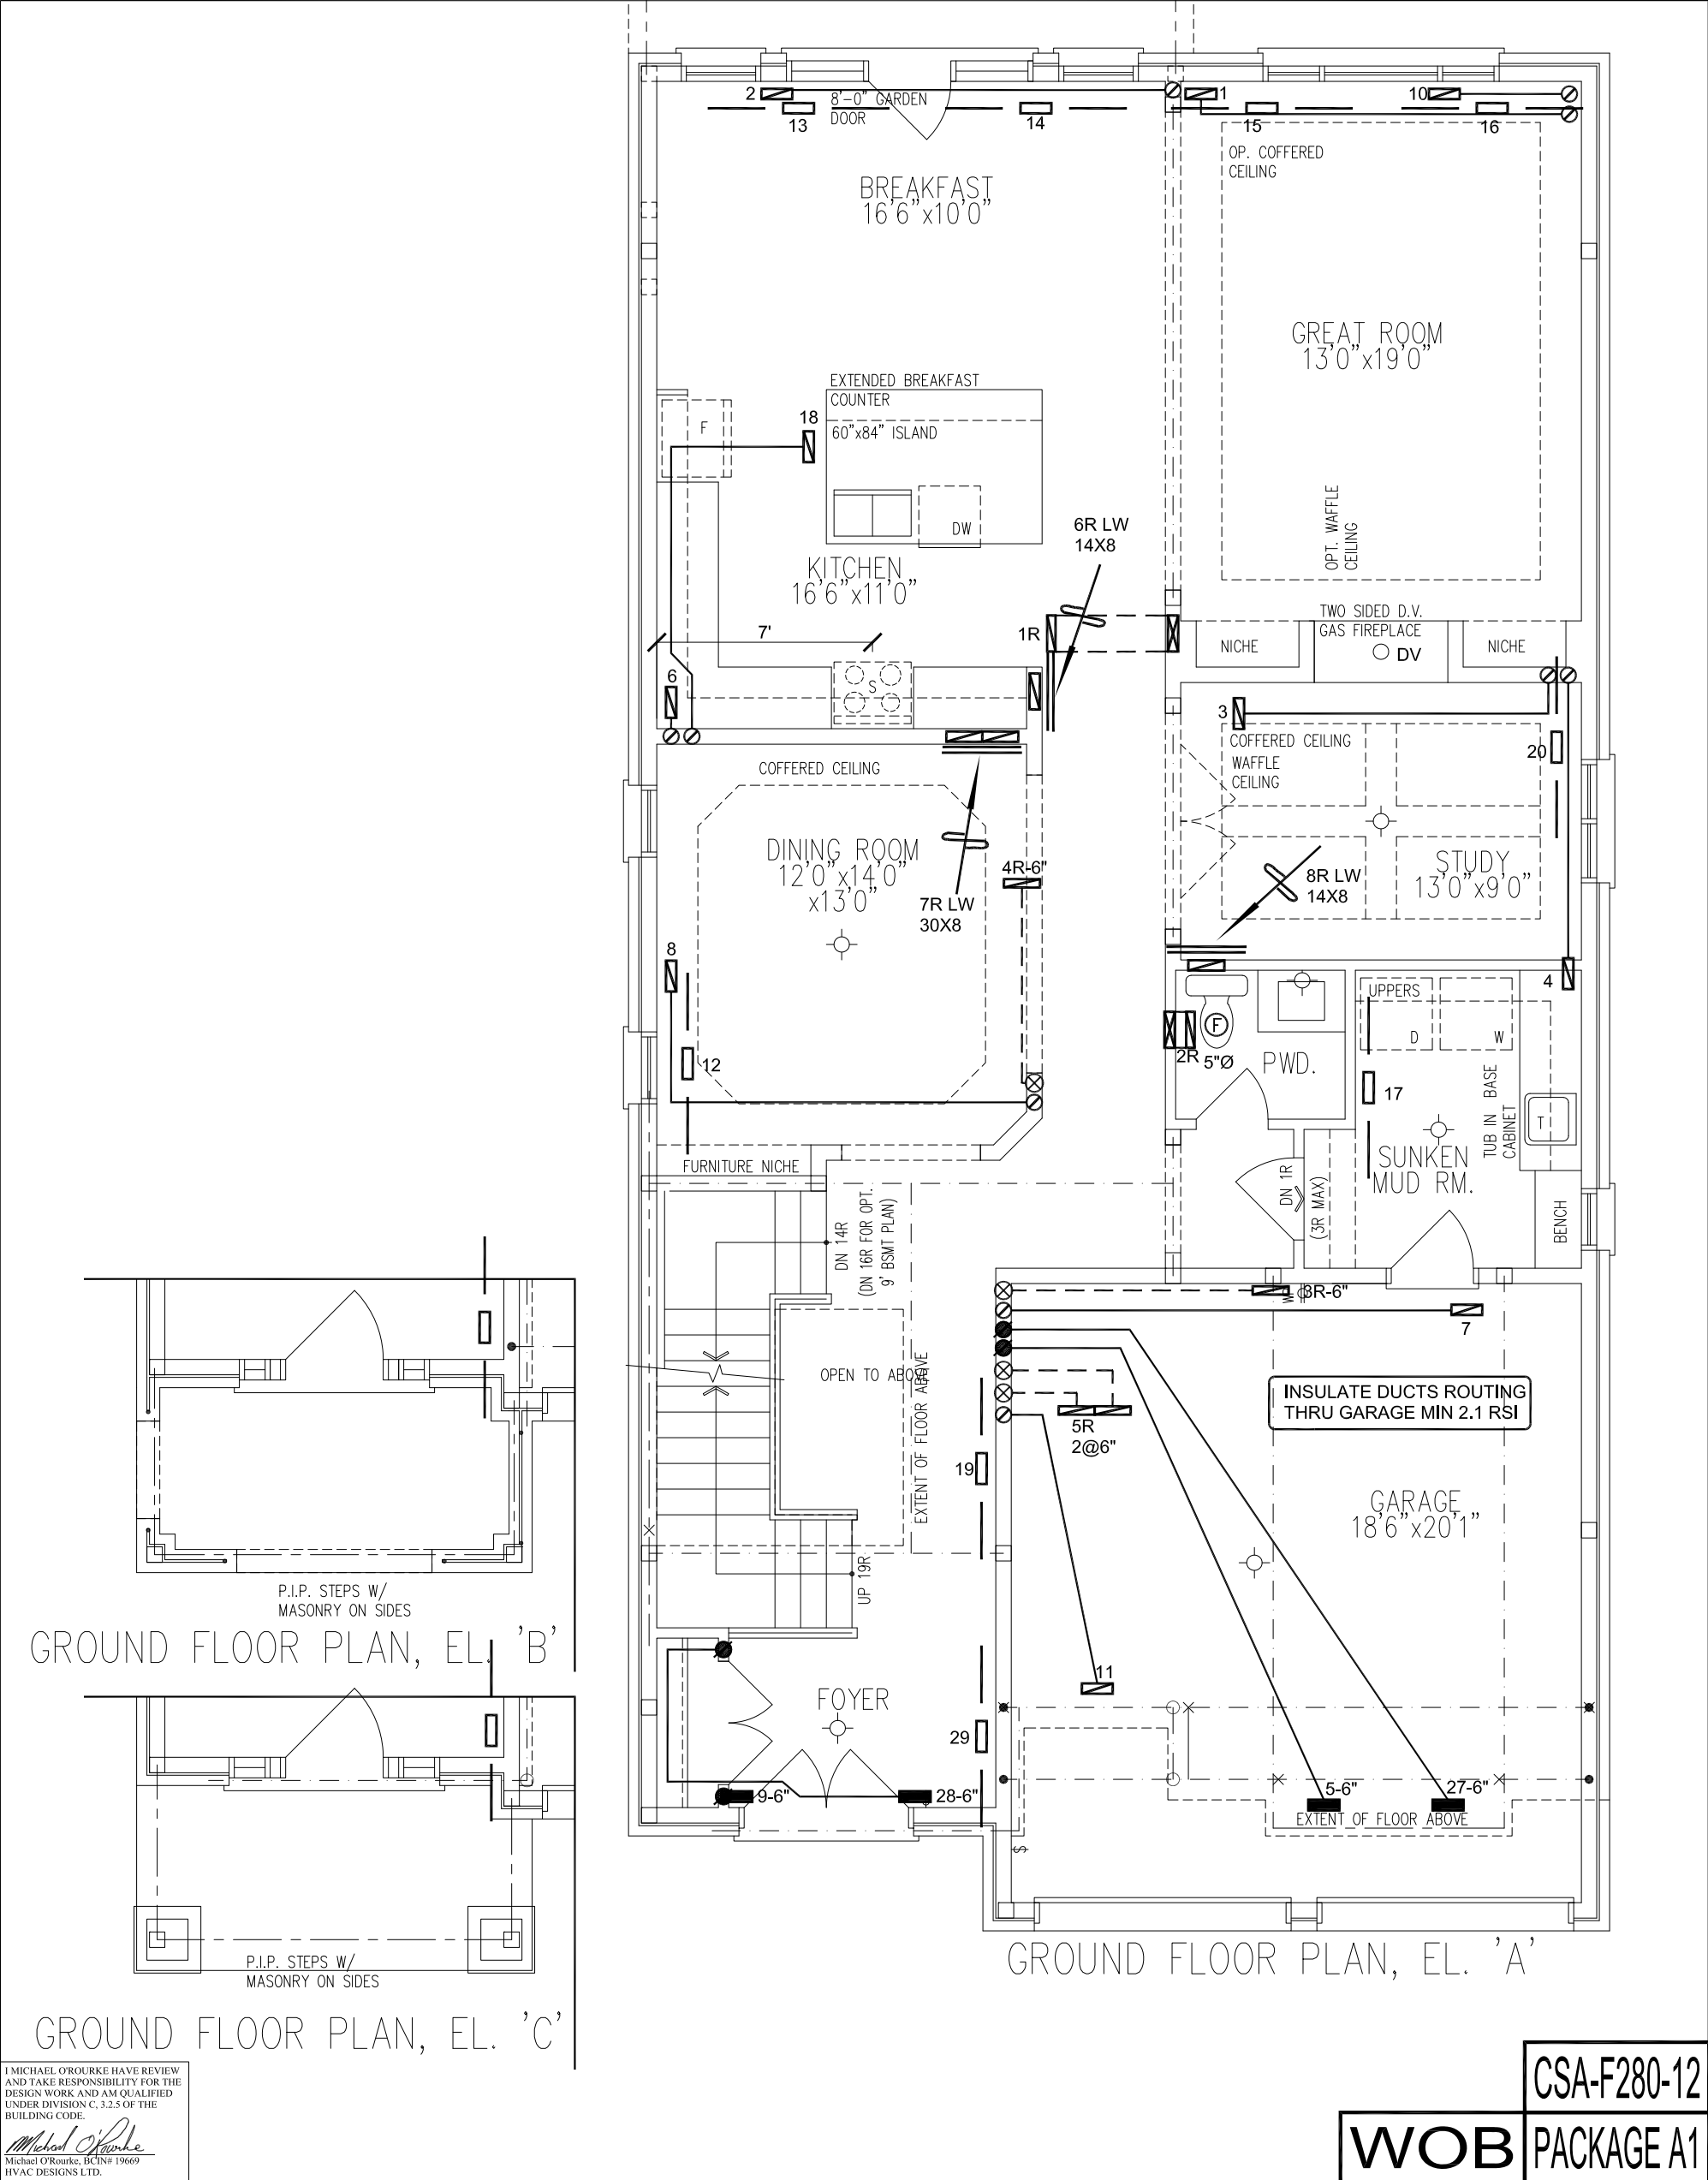 2
8'-0" GARDEN
DOOR
13
14
1
10
15
16
OP. COFFERED
CEILING
BREAKFAST
16'6"x10'0"
GREAT ROOM
13'0"x19'0"
EXTENDED BREAKFAST
COUNTER
60"x84" ISLAND
18
F
DW
6R LW
14X8
OPT. WAFFLE
CEILING
KITCHEN
16'6"x11'0"
7'
1R
TWO SIDED D.V.
GAS FIREPLACE
DV
NICHE
NICHE
6
S
3
COFFERED CEILING
WAFFLE
CEILING
20
COFFERED CEILING
DINING ROOM
12'0"x14'0"
x13'0"
4R-6"
7R LW
30X8
8R LW
14X8
STUDY
13'0"x9'0"
8
4
UPPERS
D
W
F
2R
5"Ø
PWD.
12
17
TUB IN BASE
CABINET
T
SUNKEN
MUD RM.
FURNITURE NICHE
DN 14R
(DN 16R FOR OPT.
9' BSMT PLAN)
DN 1R
(3R MAX)
BENCH
3R-6"
7
OPEN TO ABOVE
EXTENT OF FLOOR ABOVE
INSULATE DUCTS ROUTING
THRU GARAGE MIN 2.1 RSI
5R
2@6"
19
GARAGE
18'6"x20'1"
UP 19R
11
FOYER
29
9-6"
28-6"
5-6"
27-6"
EXTENT OF FLOOR ABOVE
GROUND FLOOR PLAN, EL. 'A'
P.I.P. STEPS W/
MASONRY ON SIDES
GROUND FLOOR PLAN, EL. 'B'
P.I.P. STEPS W/
MASONRY ON SIDES
GROUND FLOOR PLAN, EL. 'C'
I MICHAEL O'ROURKE HAVE REVIEW
AND TAKE RESPONSIBILITY FOR THE
DESIGN WORK AND AM QUALIFIED
UNDER DIVISION C, 3.2.5 OF THE
BUILDING CODE.
Michael O'Rourke
Michael O'Rourke, BCIN# 19669
HVAC DESIGNS LTD.
CSA-F280-12
WOB
PACKAGE A1